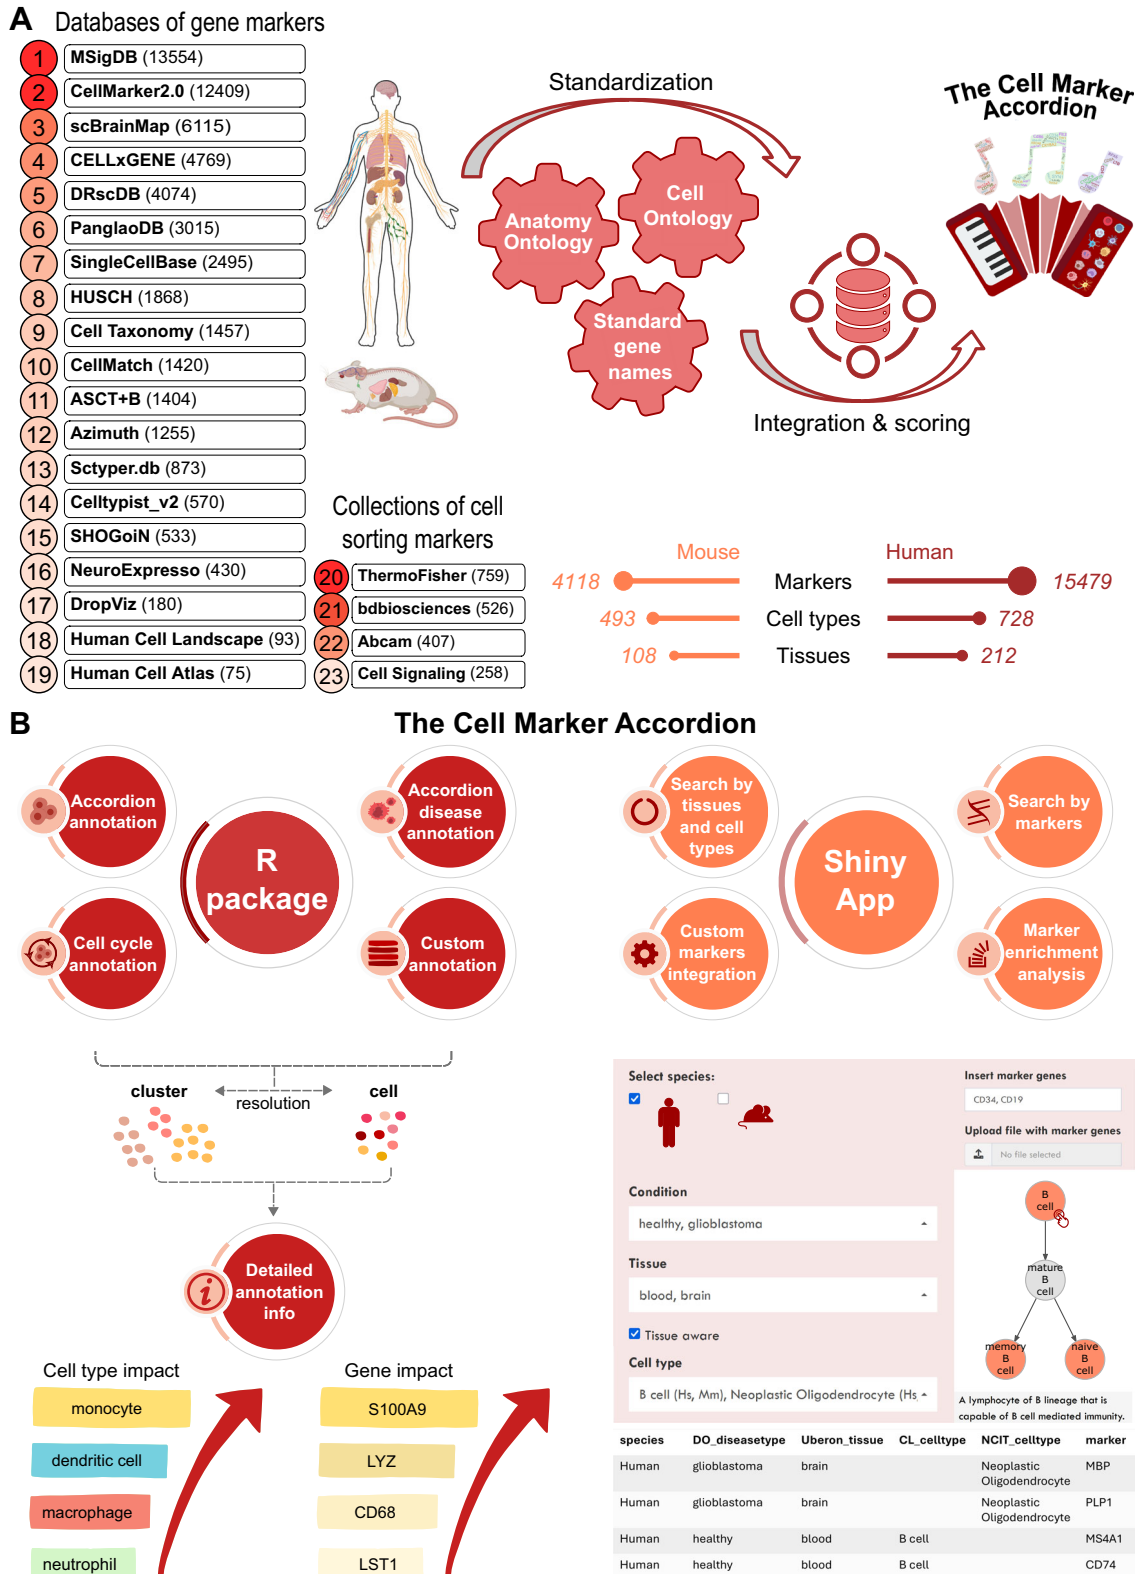 A
Databases of gene markers
1 MSigDB (13554)
2 CellMarker2.0 (12409)
3 scBrainMap (6115)
4 CELLxGENE (4769)
5 DRscDB (4074)
6 PanglaoDB (3015)
7 SingleCellBase (2495)
8 HUSCH (1868)
9 Cell Taxonomy (1457)
10 CellMatch (1420)
11 ASCT+B (1404)
12 Azimuth (1255)
13 Sctyper.db (873)
14 Celltypist_v2 (570)
15 SHOGoiN (533)
16 NeuroExpresso (430)
17 DropViz (180)
18 Human Cell Landscape (93)
19 Human Cell Atlas (75)
Collections of cell
sorting markers
20 ThermoFisher (759)
21 bdbiosciences (526)
22 Abcam (407)
23 Cell Signaling (258)
Standardization
Anatomy
Ontology
Cell
Ontology
Standard
gene
names
Integration & scoring
The Cell Marker
Accordion
Mouse
Human
4118 Markers 15479
493 Cell types 728
108 Tissues 212
B
The Cell Marker Accordion
Accordion
annotation
Cell cycle
annotation
R
package
Accordion
disease
annotation
Custom
annotation
Search by
tissues
and cell
types
Custom
markers
integration
Shiny
App
Search by
markers
Marker
enrichment
analysis
cluster
resolution
cell
Detailed
annotation
info
i
Cell type impact
monocyte
dendritic cell
macrophage
neutrophil
Gene impact
S100A9
LYZ
CD68
LST1
Select species:
Condition
healthy, glioblastoma
Tissue
blood, brain
Tissue aware
Cell type
B cell (Hs, Mm), Neoplastic Oligodendrocyte (Hs,
Insert marker genes
CD34, CD19
Upload file with marker genes
No file selected
B
cell
mature
B
cell
memory
B
cell
naive
B
cell
A lymphocyte of B lineage that is
capable of B cell mediated immunity.
species DO_diseasetype Uberon_tissue CL_celltype NCIT_celltype marker
Human glioblastoma brain Neoplastic Oligodendrocyte MBP
Human glioblastoma brain Neoplastic Oligodendrocyte PLP1
Human healthy blood B cell MS4A1
Human healthy blood B cell CD74